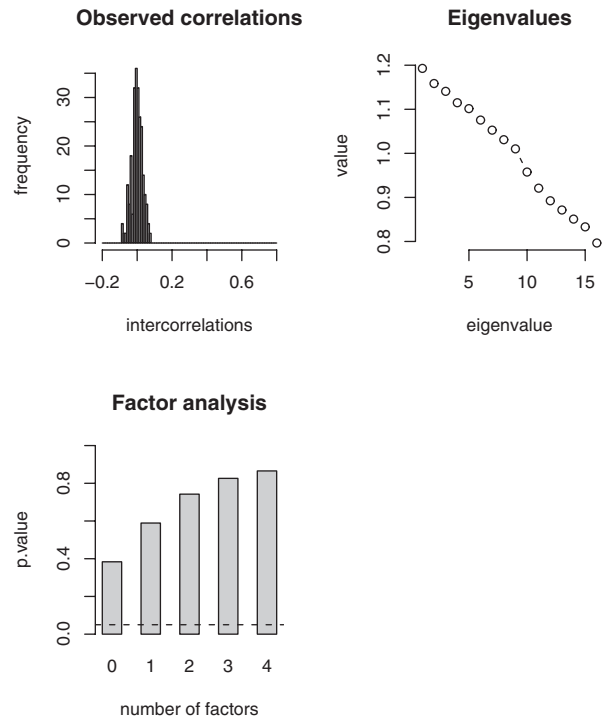 Observed correlations
frequency
0
10
20
30
−0.2
0.2
0.6
intercorrelations
Eigenvalues
value
0.8
0.9
1.0
1.1
1.2
5
10
15
eigenvalue
Factor analysis
p.value
0.0
0.4
0.8
0
1
2
3
4
number of factors